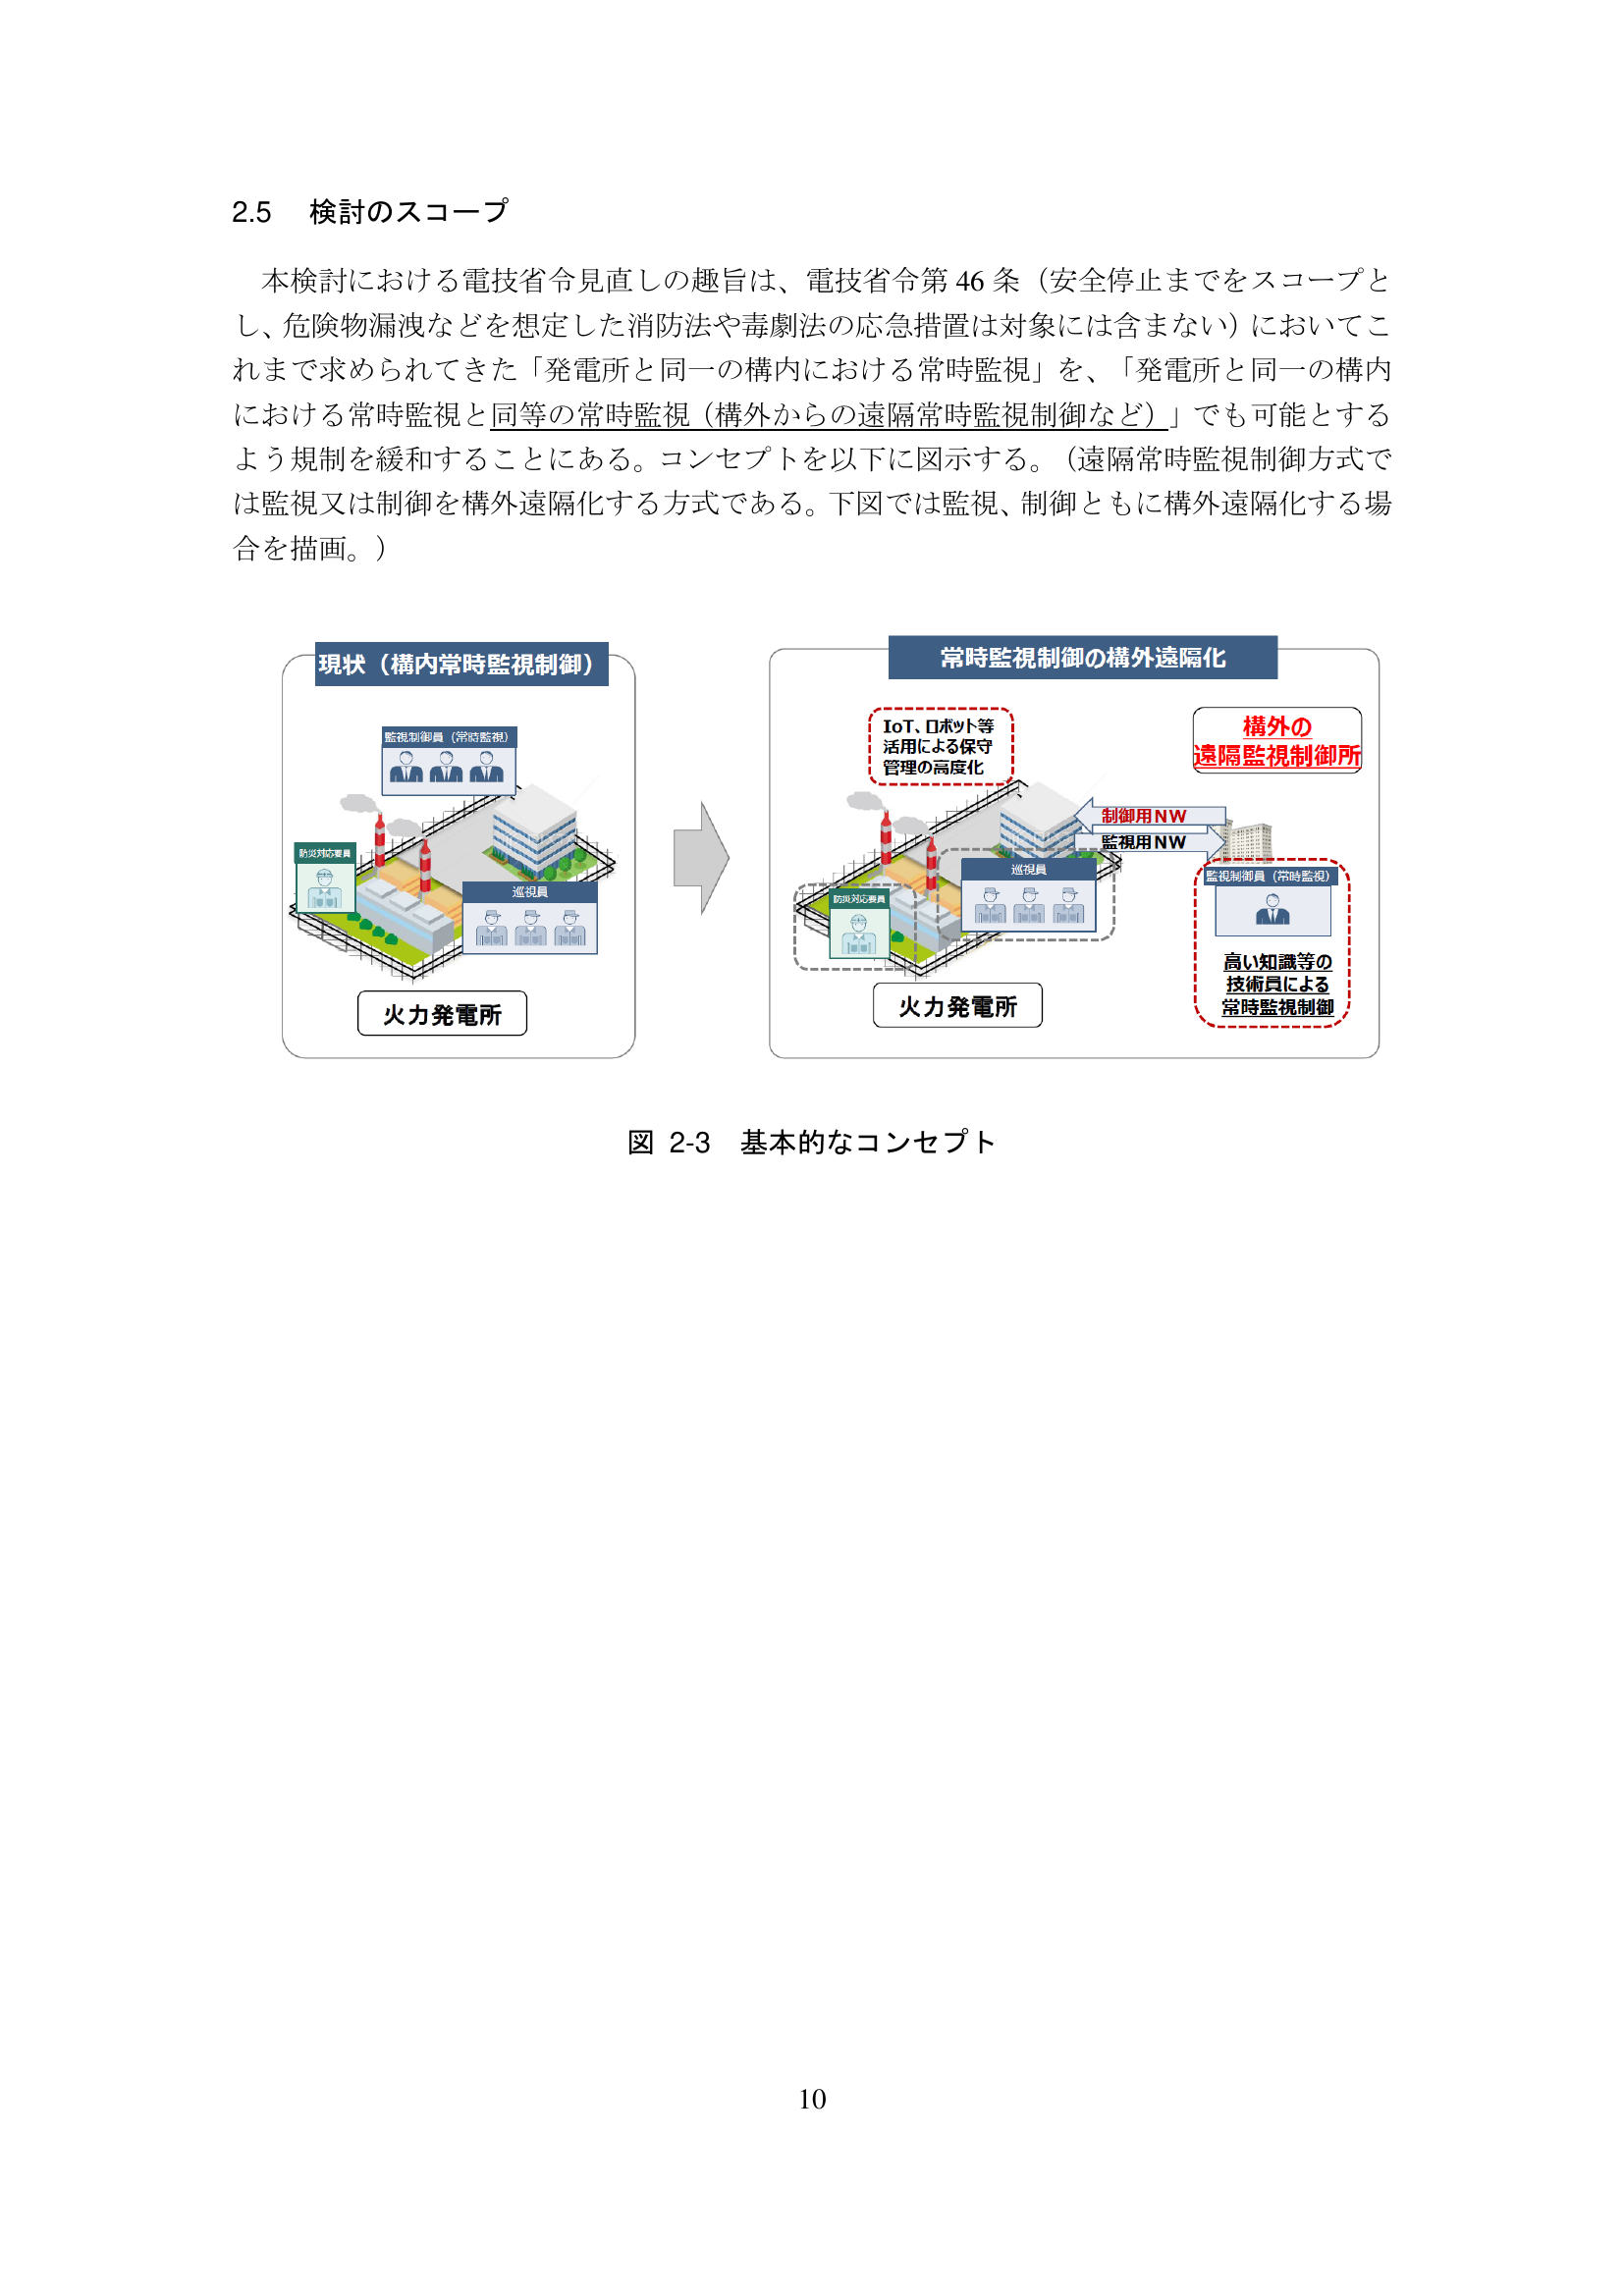 2.5　検討のスコープ
本検討における電技省令見直しの趣旨は、電技省令第 46 条（安全停止までをスコープと
し、危険物漏洩などを想定した消防法や毒劇法の応急措置は対象には含まない）においてこ
れまで求められてきた「発電所と同一の構内における常時監視」を、「発電所と同一の構内
における常時監視と同等の常時監視（構外からの遠隔常時監視制御など）」でも可能とする
よう規制を緩和することにある。コンセプトを以下に図示する。（遠隔常時監視制御方式で
は監視又は制御を構外遠隔化する方式である。下図では監視、制御ともに構外遠隔化する場
合を描画。）
現状（構内常時監視制御）
監視制御員（常時監視）
防災対応要員
巡視員
火力発電所
常時監視制御の構外遠隔化
IoT、ロボット等
活用による保守
管理の高度化
構外の
遠隔監視制御所
制御用NW
監視用NW
巡視員
防災対応要員
監視制御員（常時監視）
高い知識等の
技術員による
常時監視制御
火力発電所
図 2-3　基本的なコンセプト
10